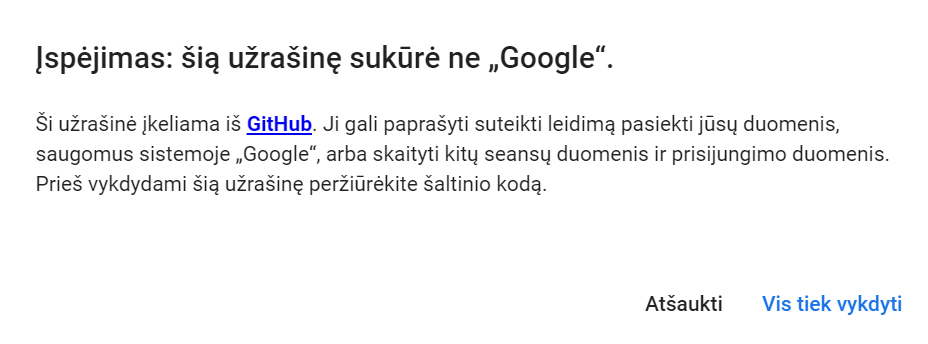 Įspėjimas: šią užrašinę sukūrė ne „Google“.
Ši užrašinė įkeliama iš GitHub. Ji gali paprašyti suteikti leidimą pasiekti jūsų duomenis,
saugomus sistemoje „Google“, arba skaityti kitų seansų duomenis ir prisijungimo duomenis.
Prieš vykdydami šią užrašinę peržiūrėkite šaltinio kodą.
Atšaukti
Vis tiek vykdyti